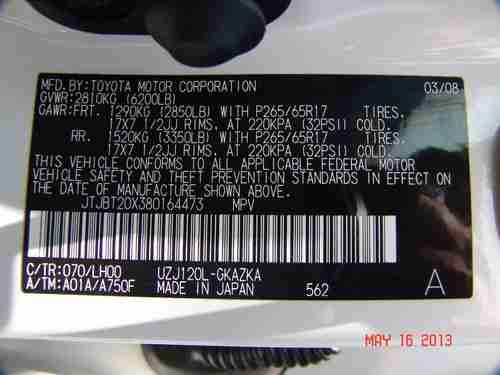 MFD.BY:TOYOTA MOTOR CORPORATION 03/08
GVWR:2810KG (6200LB)
GAWR:FRT. 1290KG (2850LB) WITH P265/65R17 TIRES.
17X7 1/2JJ RIMS, AT 220KPA (32PSI) COLD.
RR. 1520KG (3350LB) WITH P265/65R17 TIRES.
17X7 1/2JJ RIMS, AT 220KPA (32PSI) COLD.
THIS VEHICLE CONFORMS TO ALL APPLICABLE FEDERAL MOTOR
VEHICLE SAFETY AND THEFT PREVENTION STANDARDS IN EFFECT
ON THE DATE OF MANUFACTURE SHOWN ABOVE.
JTJBT20X380164473 MPV
C/TR:070/LH00 UZJ120L-GKAZKA
A/TM:A01A/A750F MADE IN JAPAN 562 A
MAY 16 2013